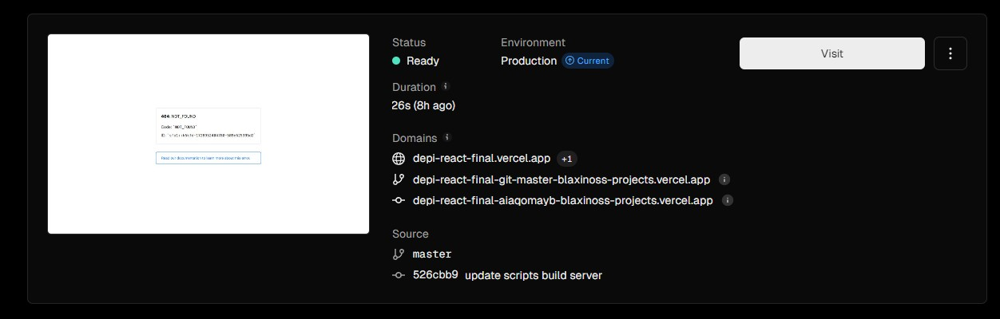 Status
Environment
Visit
Ready
Production Current
Duration
26s (8h ago)
404: NOT_FOUND
Code: `NOT_FOUND`
Read our documentation to learn more about this error.
Domains
depi-react-final.vercel.app +1
depi-react-final-git-master-blaxinoss-projects.vercel.app
depi-react-final-aiaqomayb-blaxinoss-projects.vercel.app
Source
master
526cbb9 update scripts build server